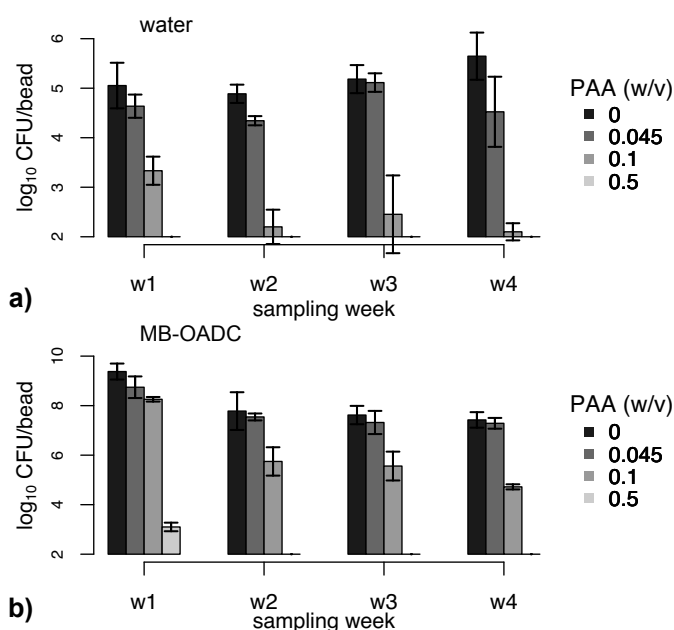 water
6
5
4
3
2
log₁₀ CFU/bead
PAA (w/v)
0
0.045
0.1
0.5
w1 w2 w3 w4
sampling week
a)
MB-OADC
10
8
6
4
2
log₁₀ CFU/bead
PAA (w/v)
0
0.045
0.1
0.5
w1 w2 w3 w4
sampling week
b)